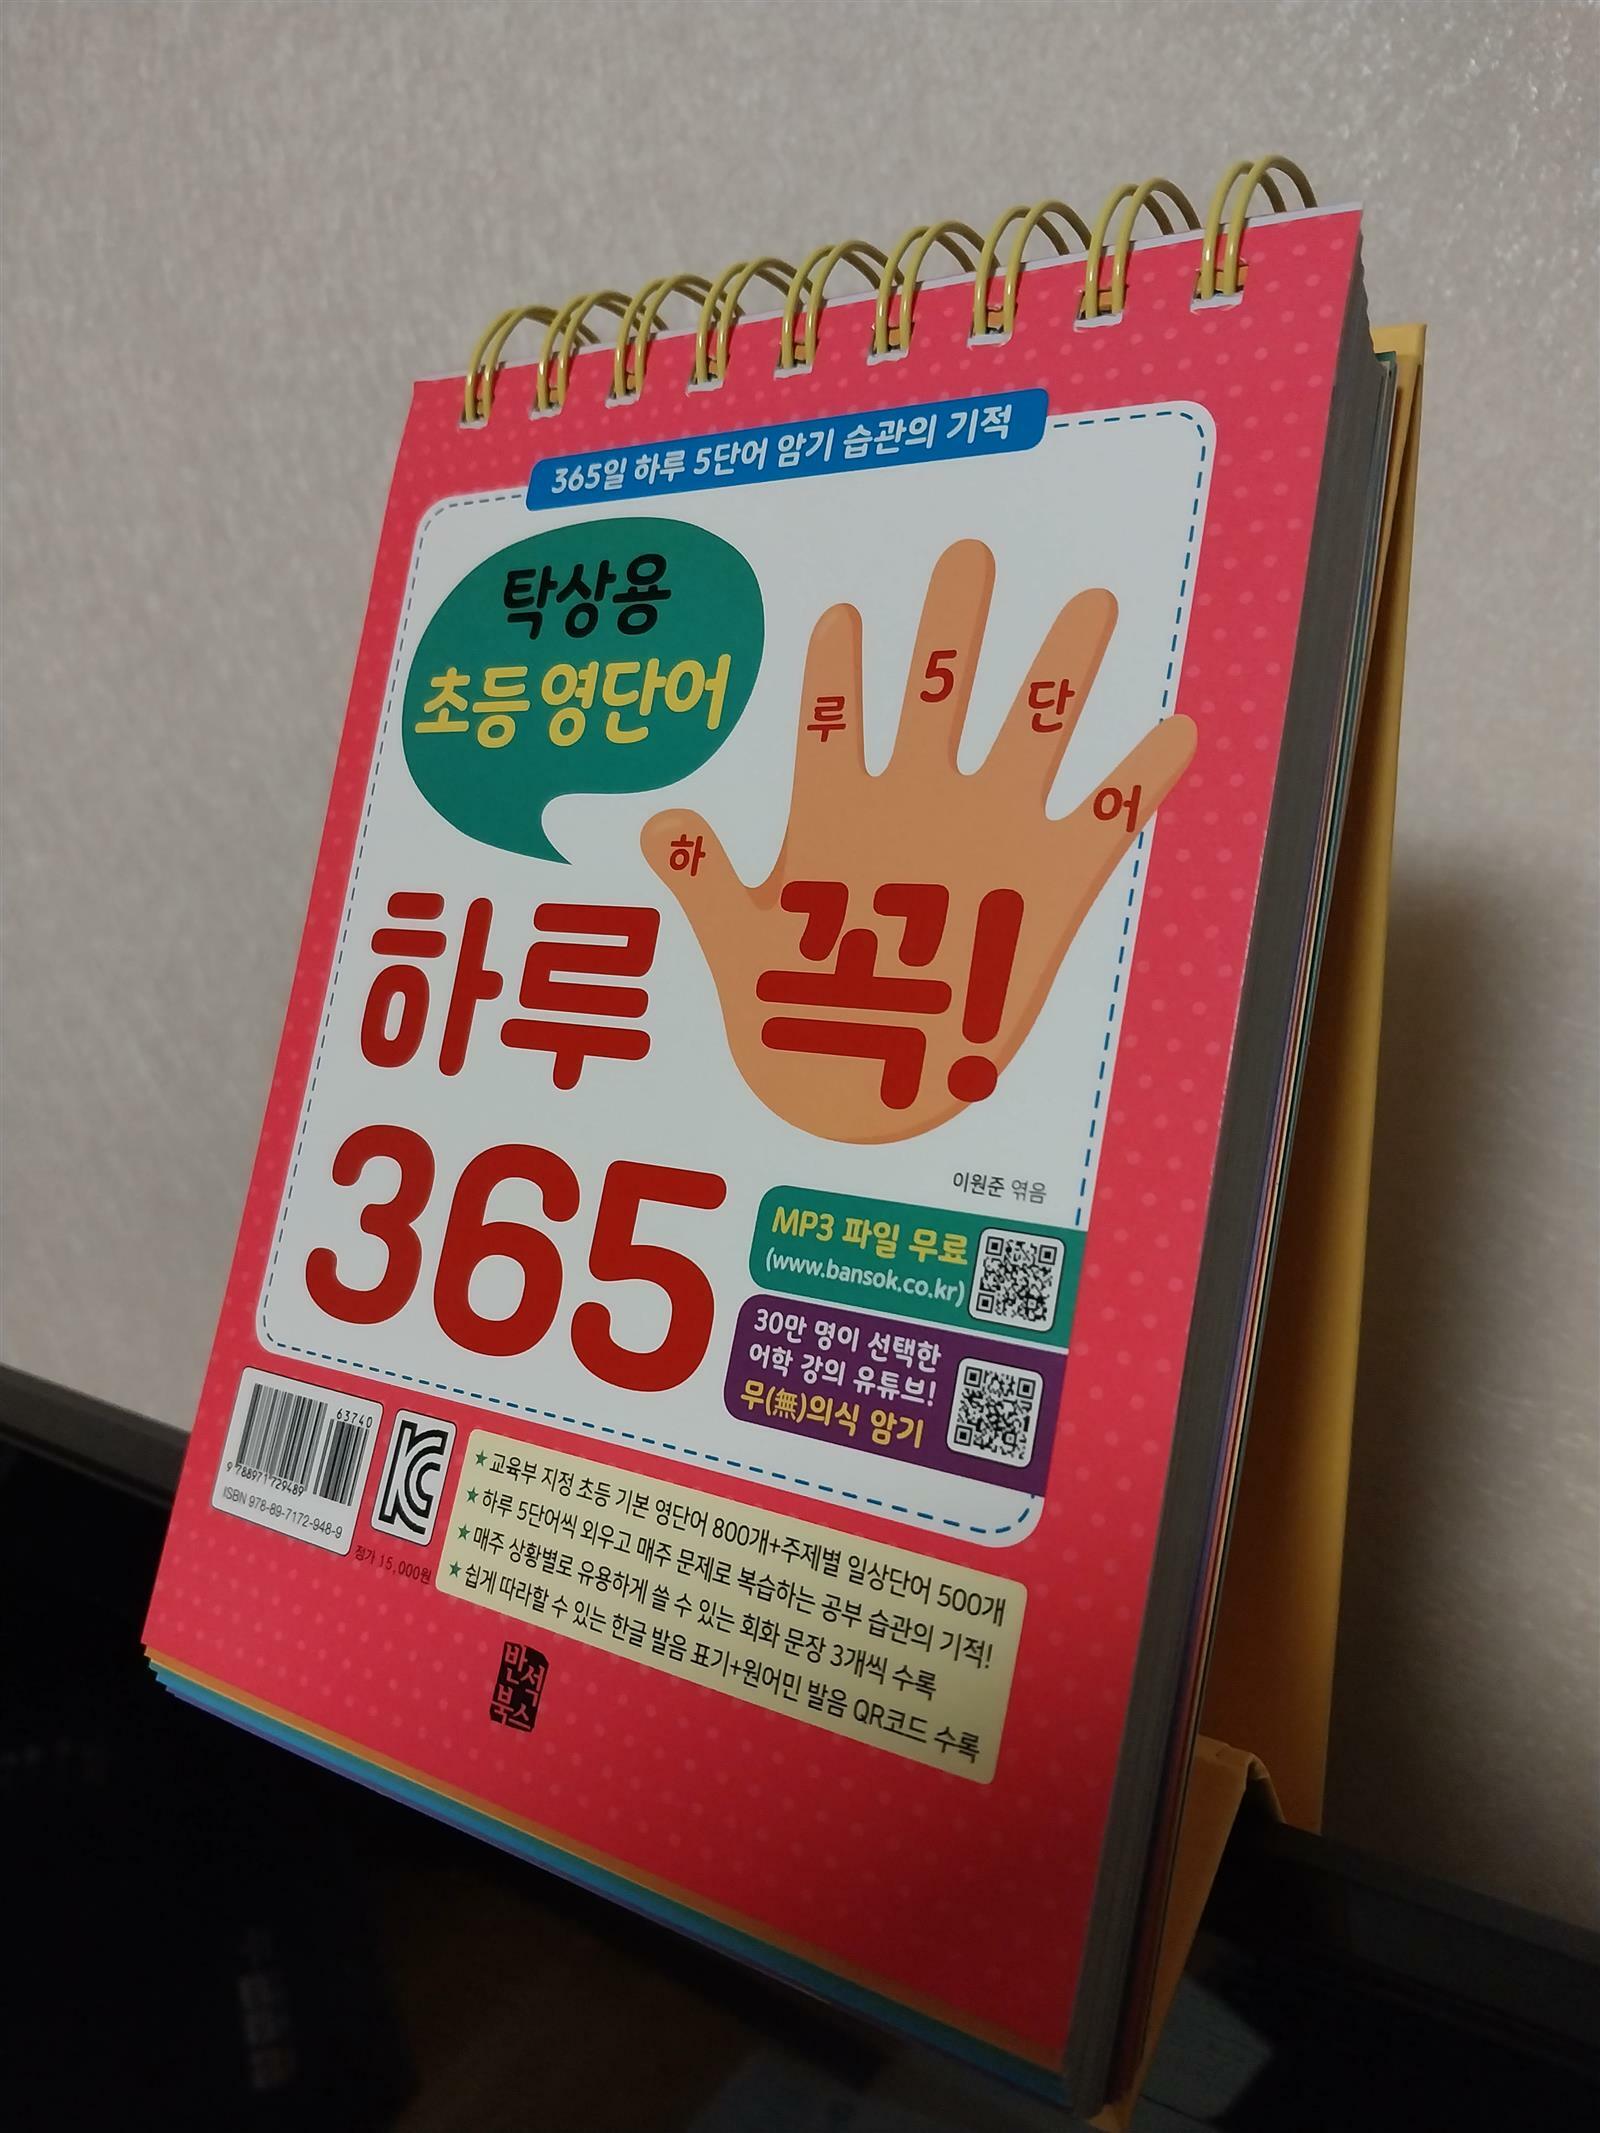 365일 하루 5단어 암기 습관의 기적
탁상용
초등 영단어
하
루
5
단
어
하루 꼭!
365
이원준 엮음
MP3 파일 무료
(www.bansok.co.kr)
30만 명이 선택한
어학 강의 유튜브!
무(無)의식 암기
63740
9 788971 729489
ISBN 978-89-7172-948-9
정가 15,000원
★교육부 지정 초등 기본 영단어 800개+주제별 일상단어 500개
★하루 5단어씩 외우고 매주 문제로 복습하는 공부 습관의 기적!
★매주 상황별로 유용하게 쓸 수 있는 회화 문장 3개씩 수록
★쉽게 따라할 수 있는 한글 발음 표기+원어민 발음 QR코드 수록
반석
북스